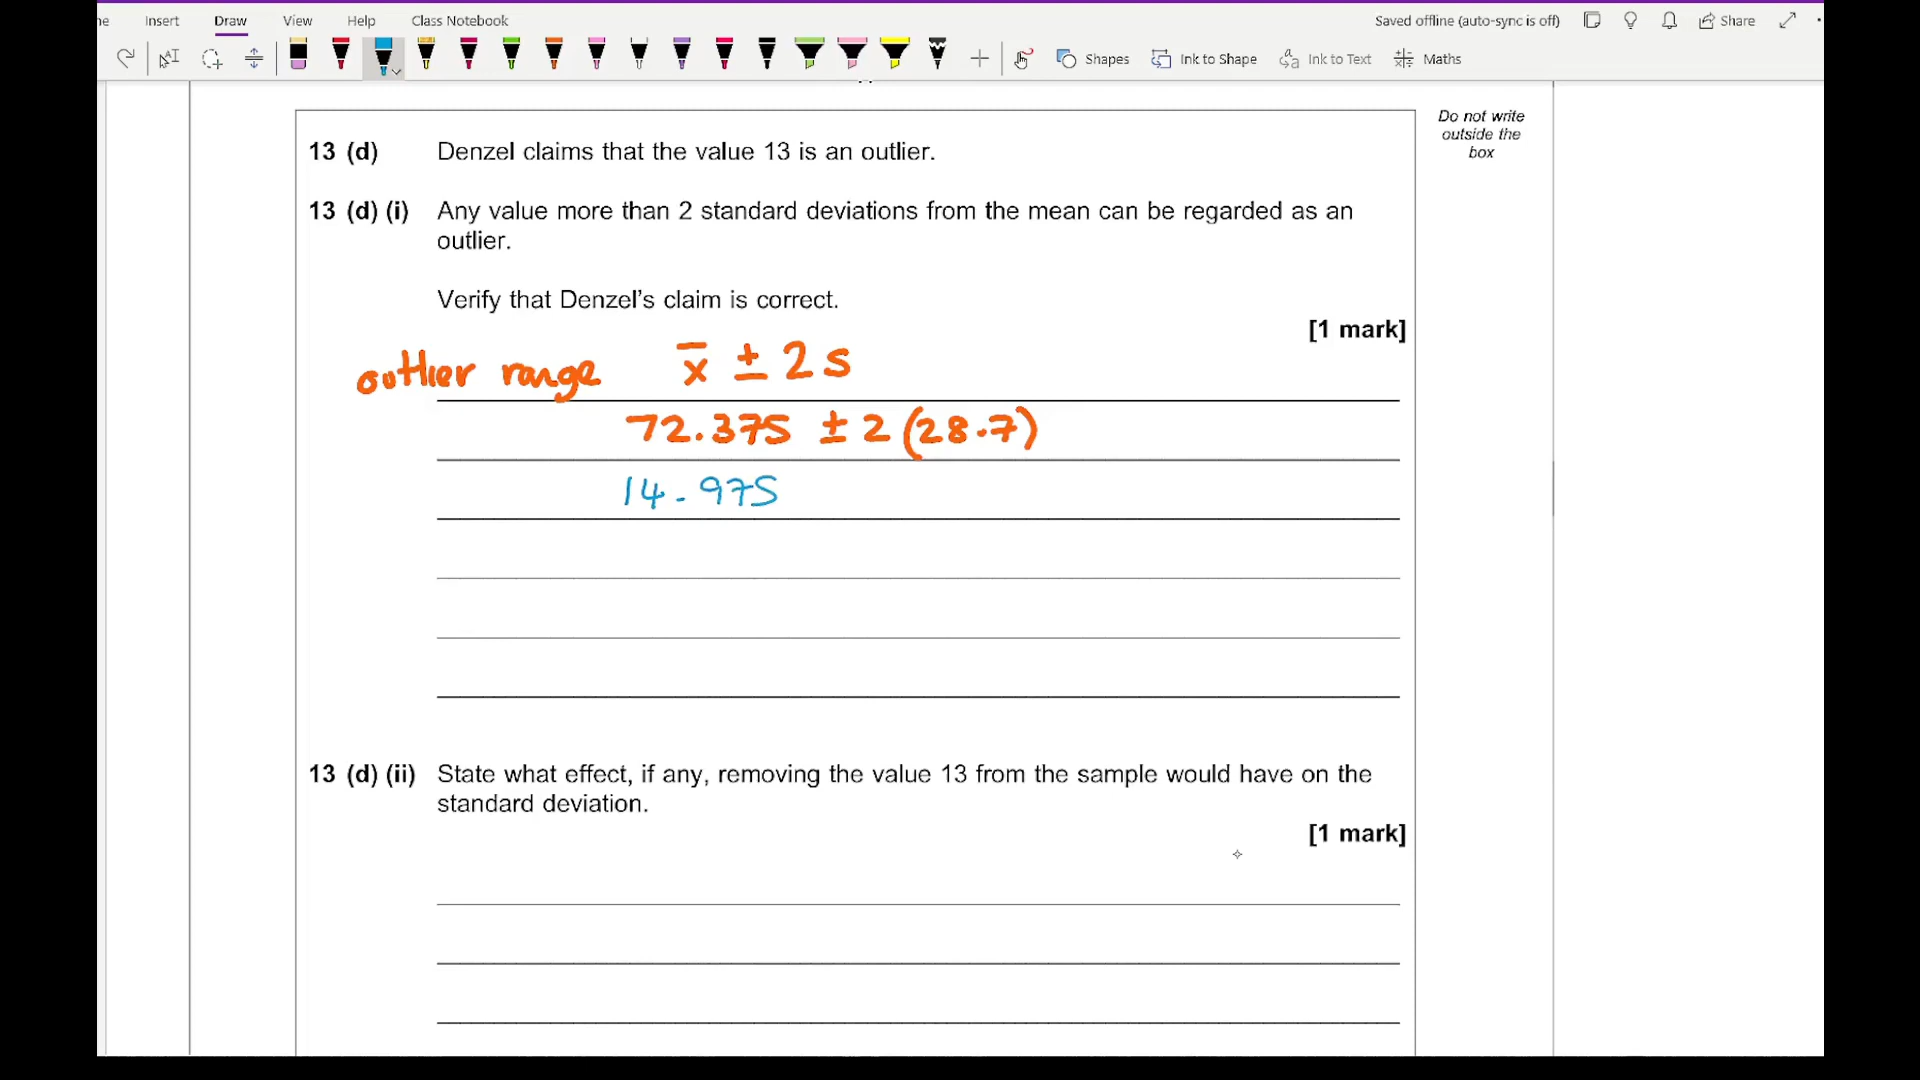 Insert Draw View Help Class Notebook Saved offline (auto-sync is off) Share
Shapes Ink to Shape Ink to Text Maths
Do not write
outside the
box
13 (d) Denzel claims that the value 13 is an outlier.
13 (d) (i) Any value more than 2 standard deviations from the mean can be regarded as an
outlier.
Verify that Denzel's claim is correct.
[1 mark]
outlier range x̅ ± 2 s
72.375 ± 2 (28.7)
14.975
13 (d) (ii) State what effect, if any, removing the value 13 from the sample would have on the
standard deviation.
[1 mark]